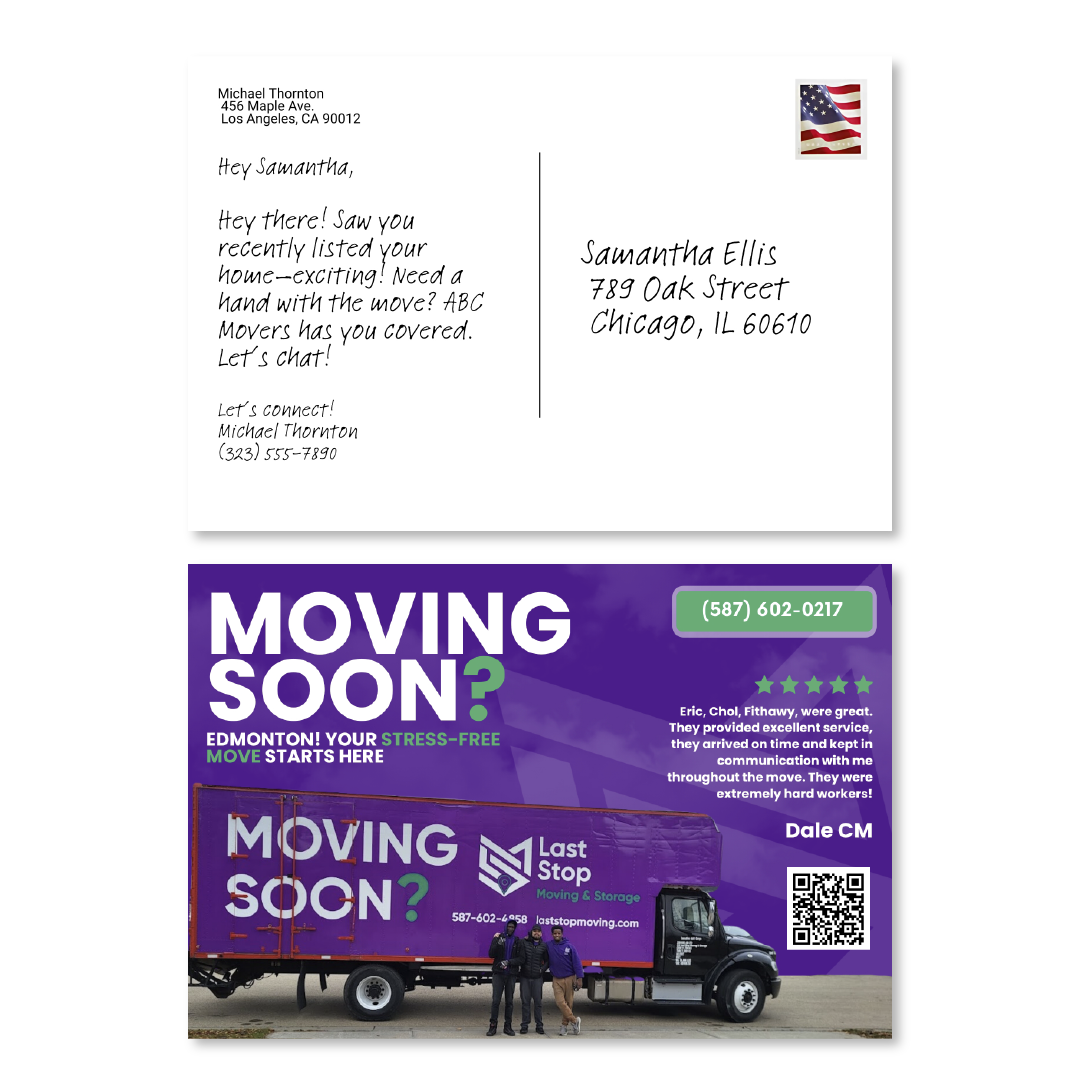 Michael Thornton
456 Maple Ave.
Los Angeles, CA 90012
Hey Samantha,
Hey there! Saw you
recently listed your
home—exciting! Need a
hand with the move? ABC
Movers has you covered.
Let's chat!
Let's connect!
Michael Thornton
(323) 555-7890
Samantha Ellis
789 Oak Street
Chicago, IL 60610
MOVING
SOON?
EDMONTON! YOUR STRESS-FREE
MOVE STARTS HERE
(587) 602-0217
Eric, Chol, Fithawy, were great.
They provided excellent service,
they arrived on time and kept in
communication with me
throughout the move. They were
extremely hard workers!
Dale CM
MOVING
SOON?
Last
Stop
Moving & Storage
587-602-4858 laststopmoving.com